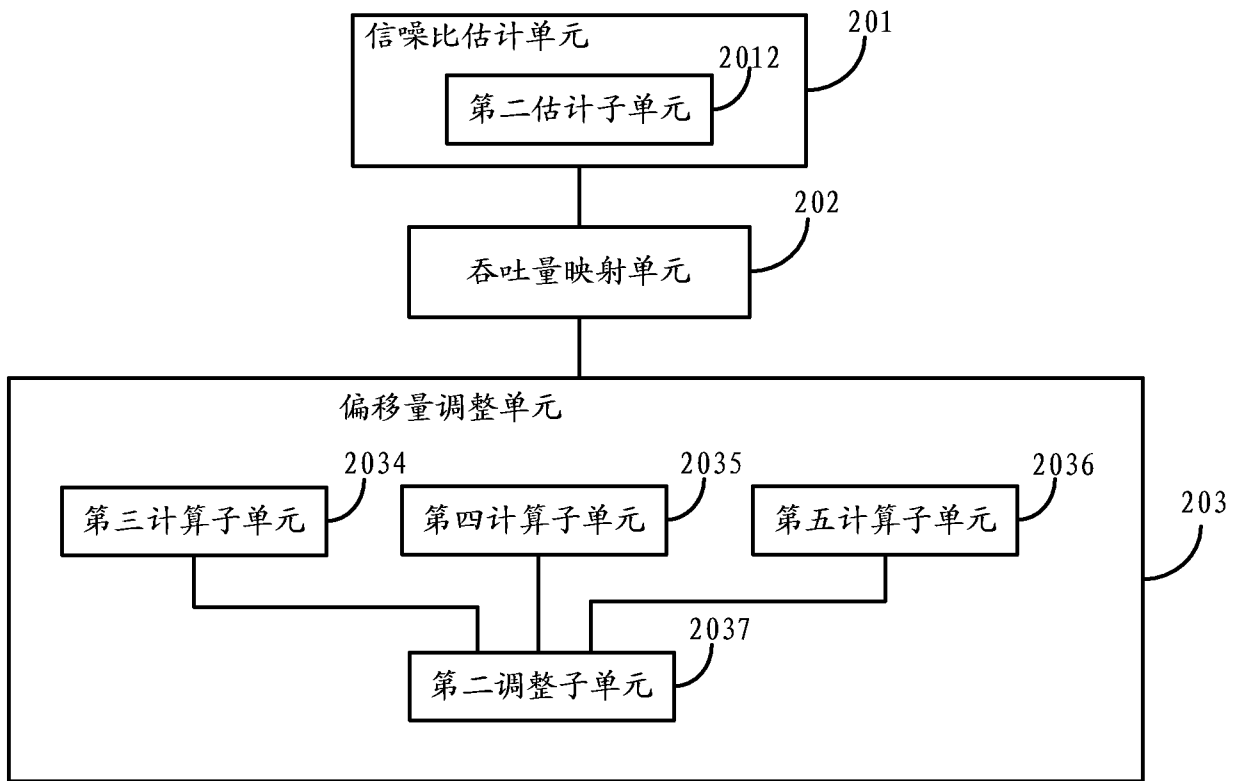 信噪比估计单元
201
2012
第二估计子单元
202
吞吐量映射单元
偏移量调整单元
2034
2035
2036
第三计算子单元
第四计算子单元
第五计算子单元
203
2037
第二调整子单元